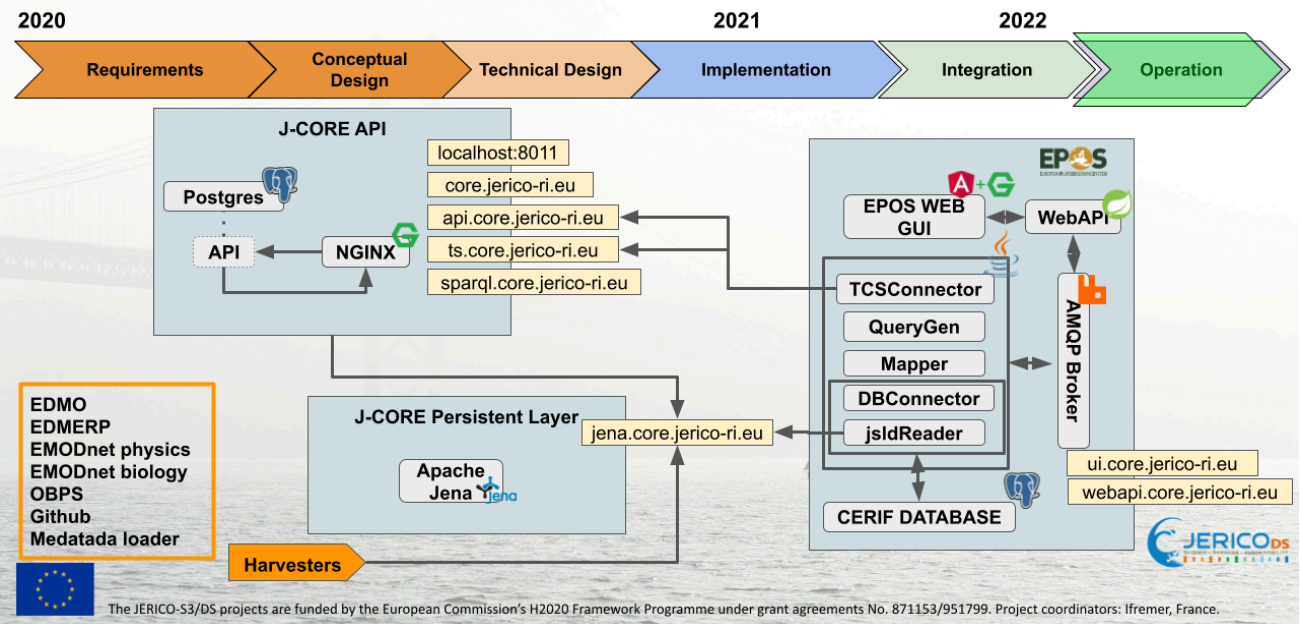 2020
2021
2022
Requirements
Conceptual
Design
Technical Design
Implementation
Integration
Operation
J-CORE API
localhost:8011
core.jerico-ri.eu
api.core.jerico-ri.eu
ts.core.jerico-ri.eu
sparql.core.jerico-ri.eu
Postgres
API
NGINX
EPOS
EPOS WEB
GUI
WebAPI
TCSConnector
QueryGen
Mapper
DBConnector
jsldReader
AMQP Broker
CERIF DATABASE
ui.core.jerico-ri.eu
webapi.core.jerico-ri.eu
J-CORE Persistent Layer
jena.core.jerico-ri.eu
Apache
Jena
jena
EDMO
EDMERP
EMODnet physics
EMODnet biology
OBPS
Github
Medatada loader
Harvesters
JERICO DS
The JERICO-S3/DS projects are funded by the European Commission's H2020 Framework Programme under grant agreements No. 871153/951799. Project coordinators: Ifremer, France.